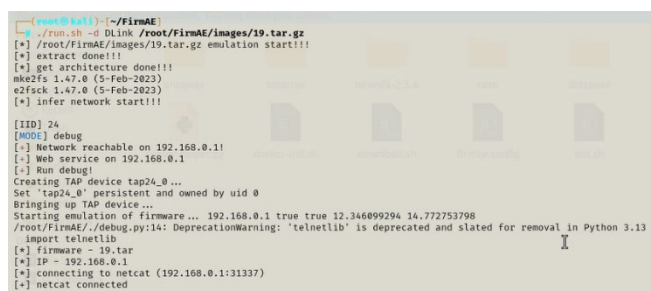 (root㉿kali)-[~/FirmAE]
# ./run.sh -d DLink /root/FirmAE/images/19.tar.gz
[*] /root/FirmAE/images/19.tar.gz emulation start!!!
[*] extract done!!!
[*] get architecture done!!!
mke2fs 1.47.0 (5-Feb-2023)
e2fsck 1.47.0 (5-Feb-2023)
[*] infer network start!!!
[IID] 24
[MODE] debug
[+] Network reachable on 192.168.0.1!
[+] Web service on 192.168.0.1
[+] Run debug!
Creating TAP device tap24_0...
Set 'tap24_0' persistent and owned by uid 0
Bringing up TAP device...
Starting emulation of firmware... 192.168.0.1 true true 12.346099294 14.772753798
/root/FirmAE/./debug.py:14: DeprecationWarning: 'telnetlib' is deprecated and slated for removal in Python 3.13
import telnetlib
[*] firmware - 19.tar
[*] IP - 192.168.0.1
[*] connecting to netcat (192.168.0.1:31337)
[+] netcat connected